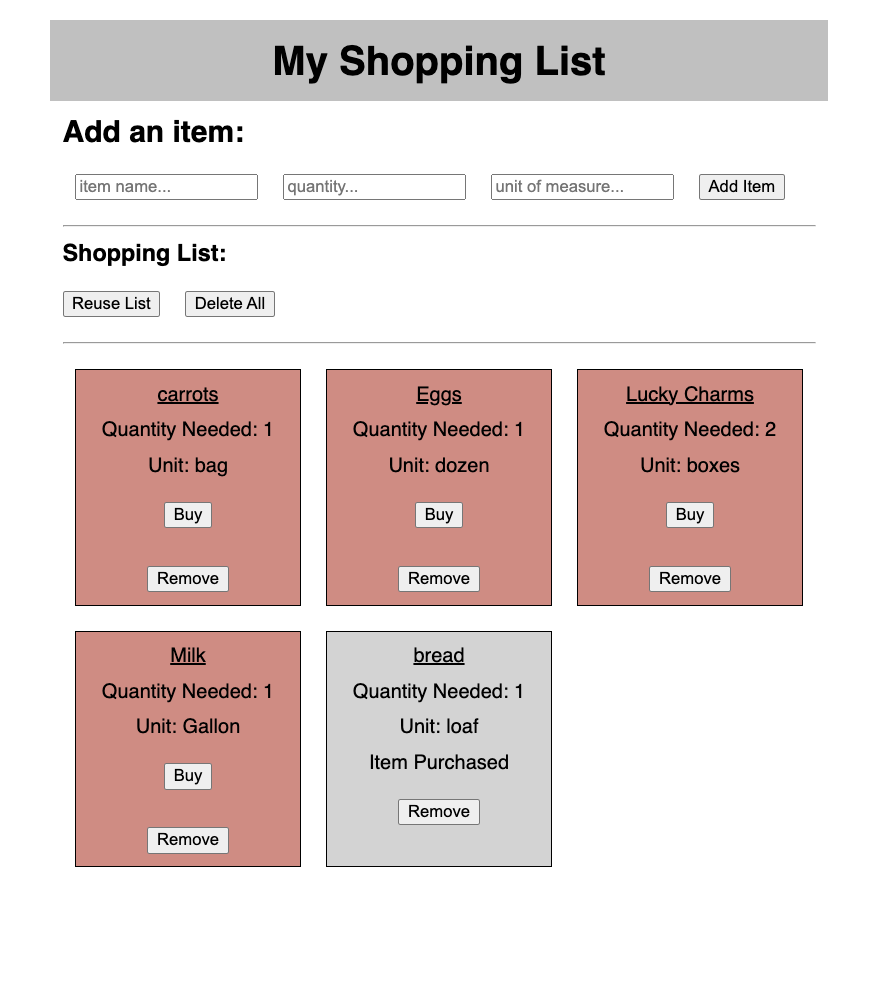 My Shopping List
Add an item:
item name... quantity... unit of measure... Add Item
Shopping List:
Reuse List Delete All
carrots
Quantity Needed: 1
Unit: bag
Buy
Remove
Eggs
Quantity Needed: 1
Unit: dozen
Buy
Remove
Lucky Charms
Quantity Needed: 2
Unit: boxes
Buy
Remove
Milk
Quantity Needed: 1
Unit: Gallon
Buy
Remove
bread
Quantity Needed: 1
Unit: loaf
Item Purchased
Remove